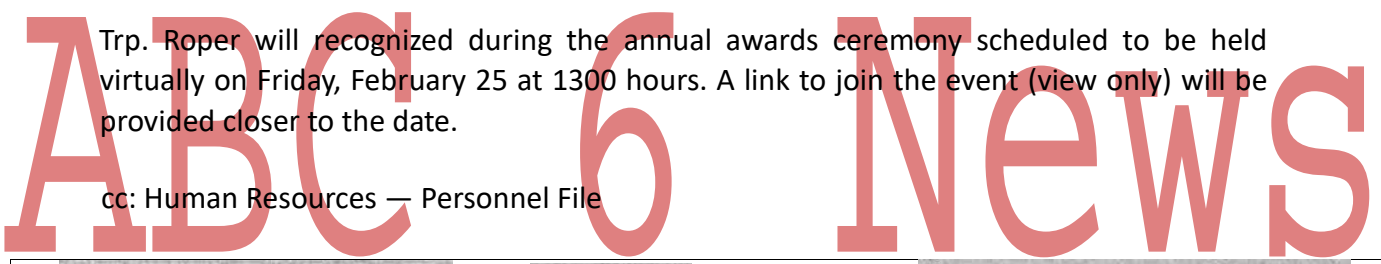 Trp. Roper will recognized during the annual awards ceremony scheduled to be held
virtually on Friday, February 25 at 1300 hours. A link to join the event (view only) will be
provided closer to the date.
cc: Human Resources — Personnel File
ABC 6 News